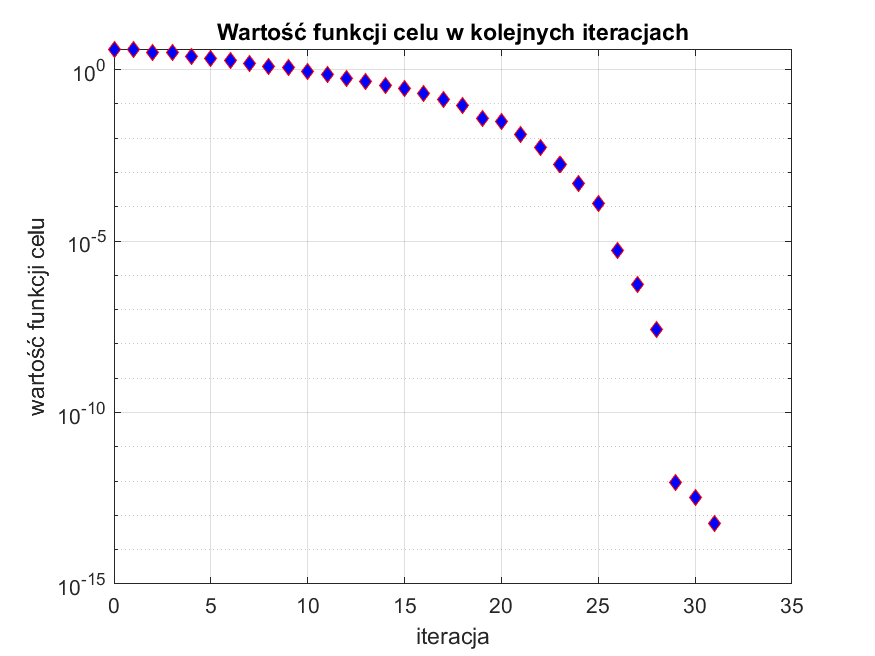 Wartość funkcji celu w kolejnych iteracjach
wartość funkcji celu
10^0
10^-5
10^-10
10^-15
0 5 10 15 20 25 30 35
iteracja